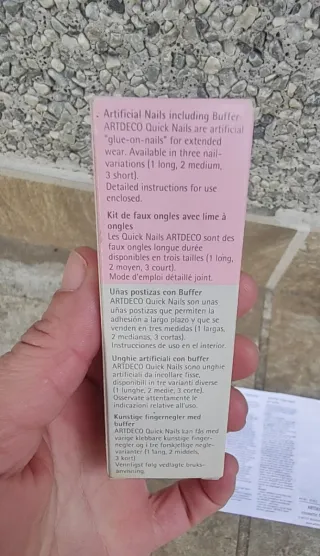 Artificial Nails including Buffer
ARTDECO Quick Nails are artificial
"glue-on-nails" for extended
wear. Available in three nail-
variations (1 long, 2 medium,
3 short).
Detailed instructions for use
enclosed.
Kit de faux ongles avec lime à
ongles
Les Quick Nails ARTDECO sont des
faux ongles longue durée
disponibles en trois tailles (1 long,
2 moyen, 3 court).
Mode d'emploi détaillé joint.
Uñas postizas con Buffer
ARTDECO Quick Nails son unas
uñas postizas que permiten la
adhesión a largo plazo y que se
venden en tres medidas (1 largas,
2 medianas, 3 cortas).
Instrucciones de uso en el interior.
Unghie artificiali con buffer
ARTDECO Quick Nails sono unghie
artificiali da incollare fisse,
disponibili in tre varianti diverse
(1 lunghe, 2 medie, 3 corte).
Osservate attentamente le
indicazioni relative all'uso.
Kunstige fingernegler med
buffer
ARTDECO Quick Nails kan fås med
varige klebbare kunstige finger-
negler og i tre forskjellige negle-
varianter (1 lang, 2 middels,
3 kort)
Vennligst følg vedlagte bruks-
anvisning.